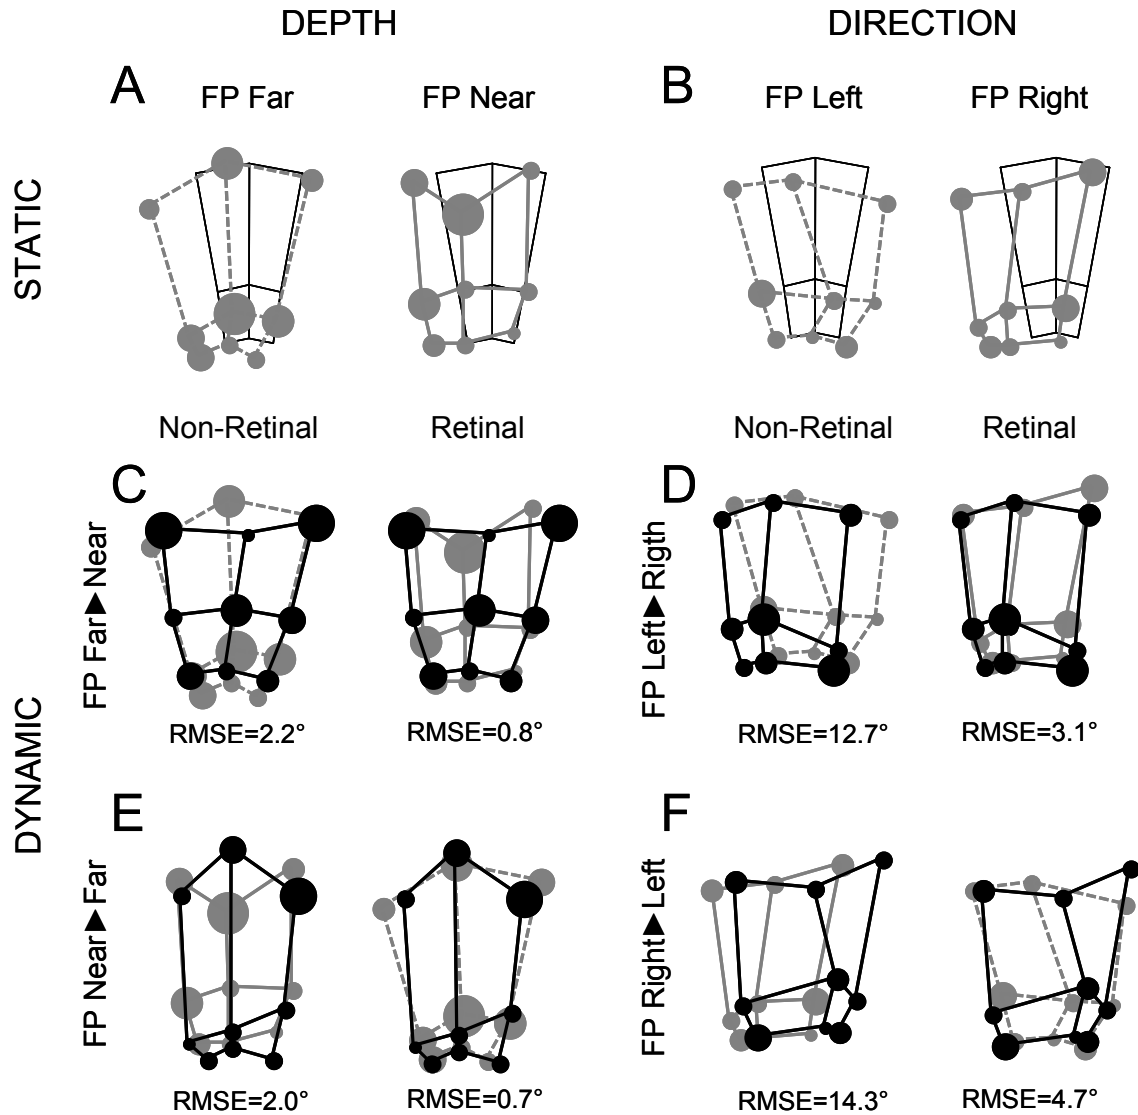 DEPTH
DIRECTION
STATIC
A
FP Far
FP Near
B
FP Left
FP Right
DYNAMIC
Non-Retinal
Retinal
Non-Retinal
Retinal
C
FP Far▶Near
RMSE=2.2°
RMSE=0.8°
D
FP Left▶Rigth
RMSE=12.7°
RMSE=3.1°
E
FP Near▶Far
RMSE=2.0°
RMSE=0.7°
F
FP Right▶Left
RMSE=14.3°
RMSE=4.7°